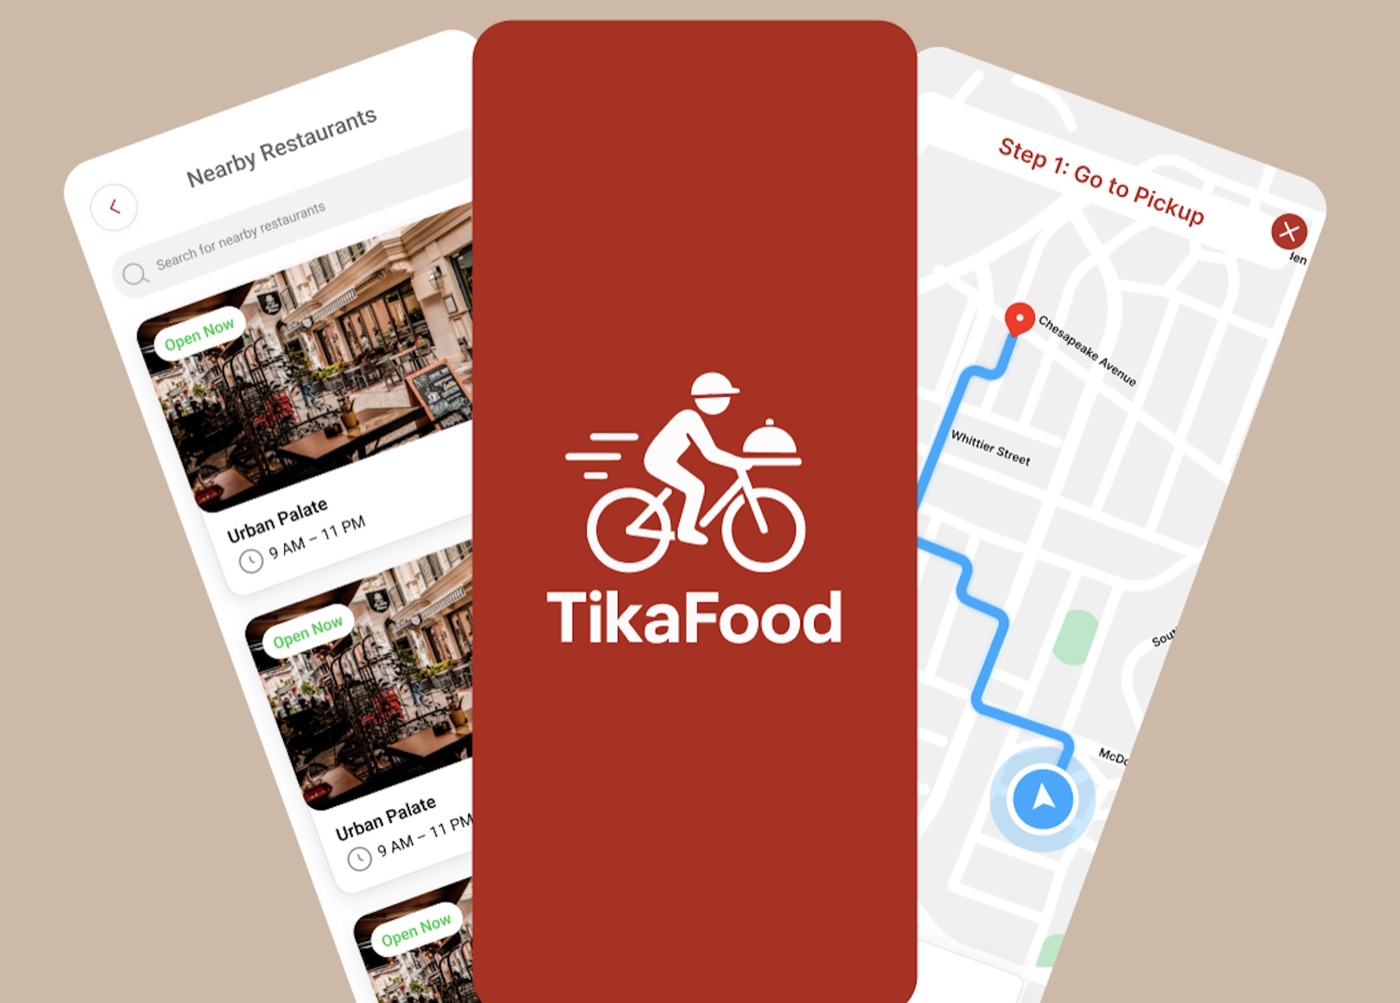 Nearby Restaurants
Search for nearby restaurants
Open Now
Urban Palate
9 AM – 11 PM
Open Now
Urban Palate
9 AM – 11 PM
Open Now
TikaFood
Step 1: Go to Pickup
Chesapeake Avenue
Whittier Street